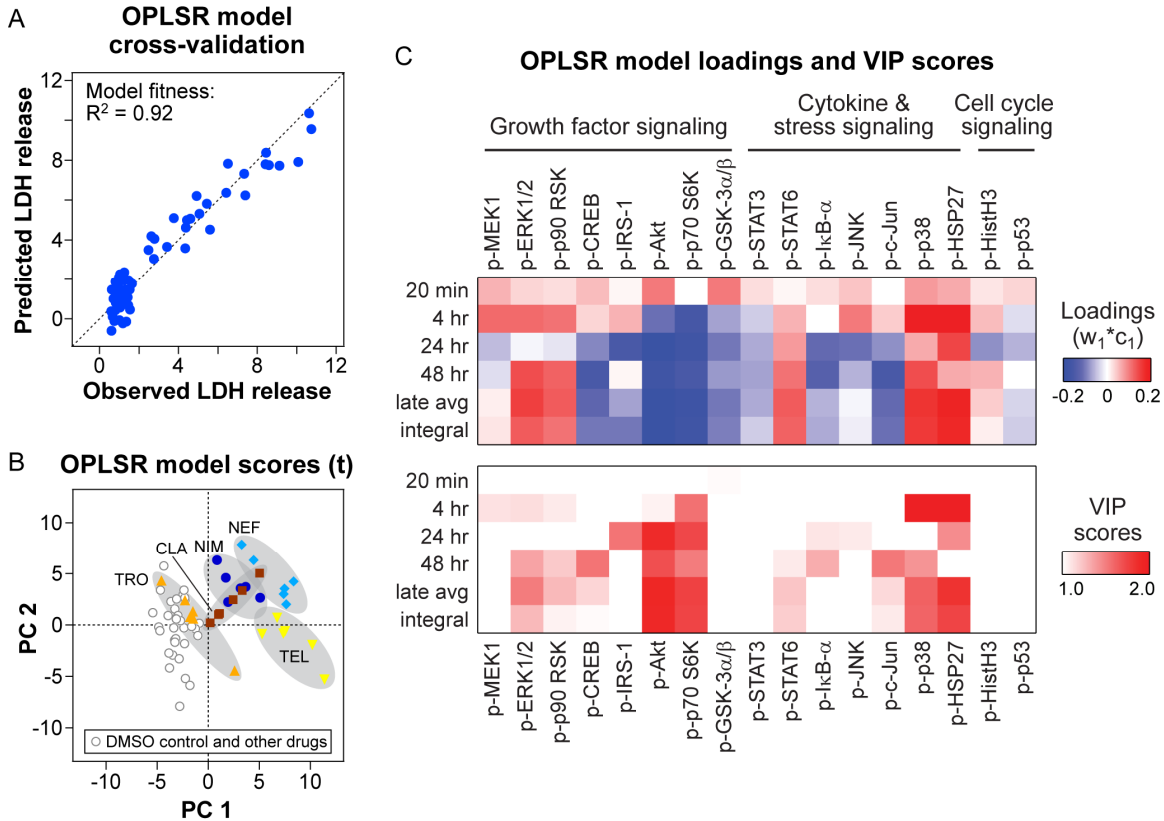 A
OPLSR model
cross-validation
Model fitness:
R² = 0.92
12
8
4
0
Predicted LDH release
0 4 6 8 12
Observed LDH release
B
OPLSR model scores (t)
10
5
0
-5
-10
PC 2
NEF
CLA NIM
TRO
TEL
DMSO control and other drugs
-10 -5 0 5 10
PC 1
C
OPLSR model loadings and VIP scores
Growth factor signaling
Cytokine &
stress signaling
Cell cycle
signaling
p-MEK1
p-ERK1/2
p-p90 RSK
p-CREB
p-IRS-1
p-Akt
p-p70 S6K
p-GSK-3α/β
p-STAT3
p-STAT6
p-IκB-α
p-JNK
p-c-Jun
p-p38
p-HSP27
p-HistH3
p-p53
20 min
4 hr
24 hr
48 hr
late avg
integral
Loadings
(w₁*c₁)
-0.2 0 0.2
20 min
4 hr
24 hr
48 hr
late avg
integral
VIP
scores
1.0 2.0
p-MEK1
p-ERK1/2
p-p90 RSK
p-CREB
p-IRS-1
p-Akt
p-p70 S6K
p-GSK-3α/β
p-STAT3
p-STAT6
p-IκB-α
p-JNK
p-c-Jun
p-p38
p-HSP27
p-HistH3
p-p53